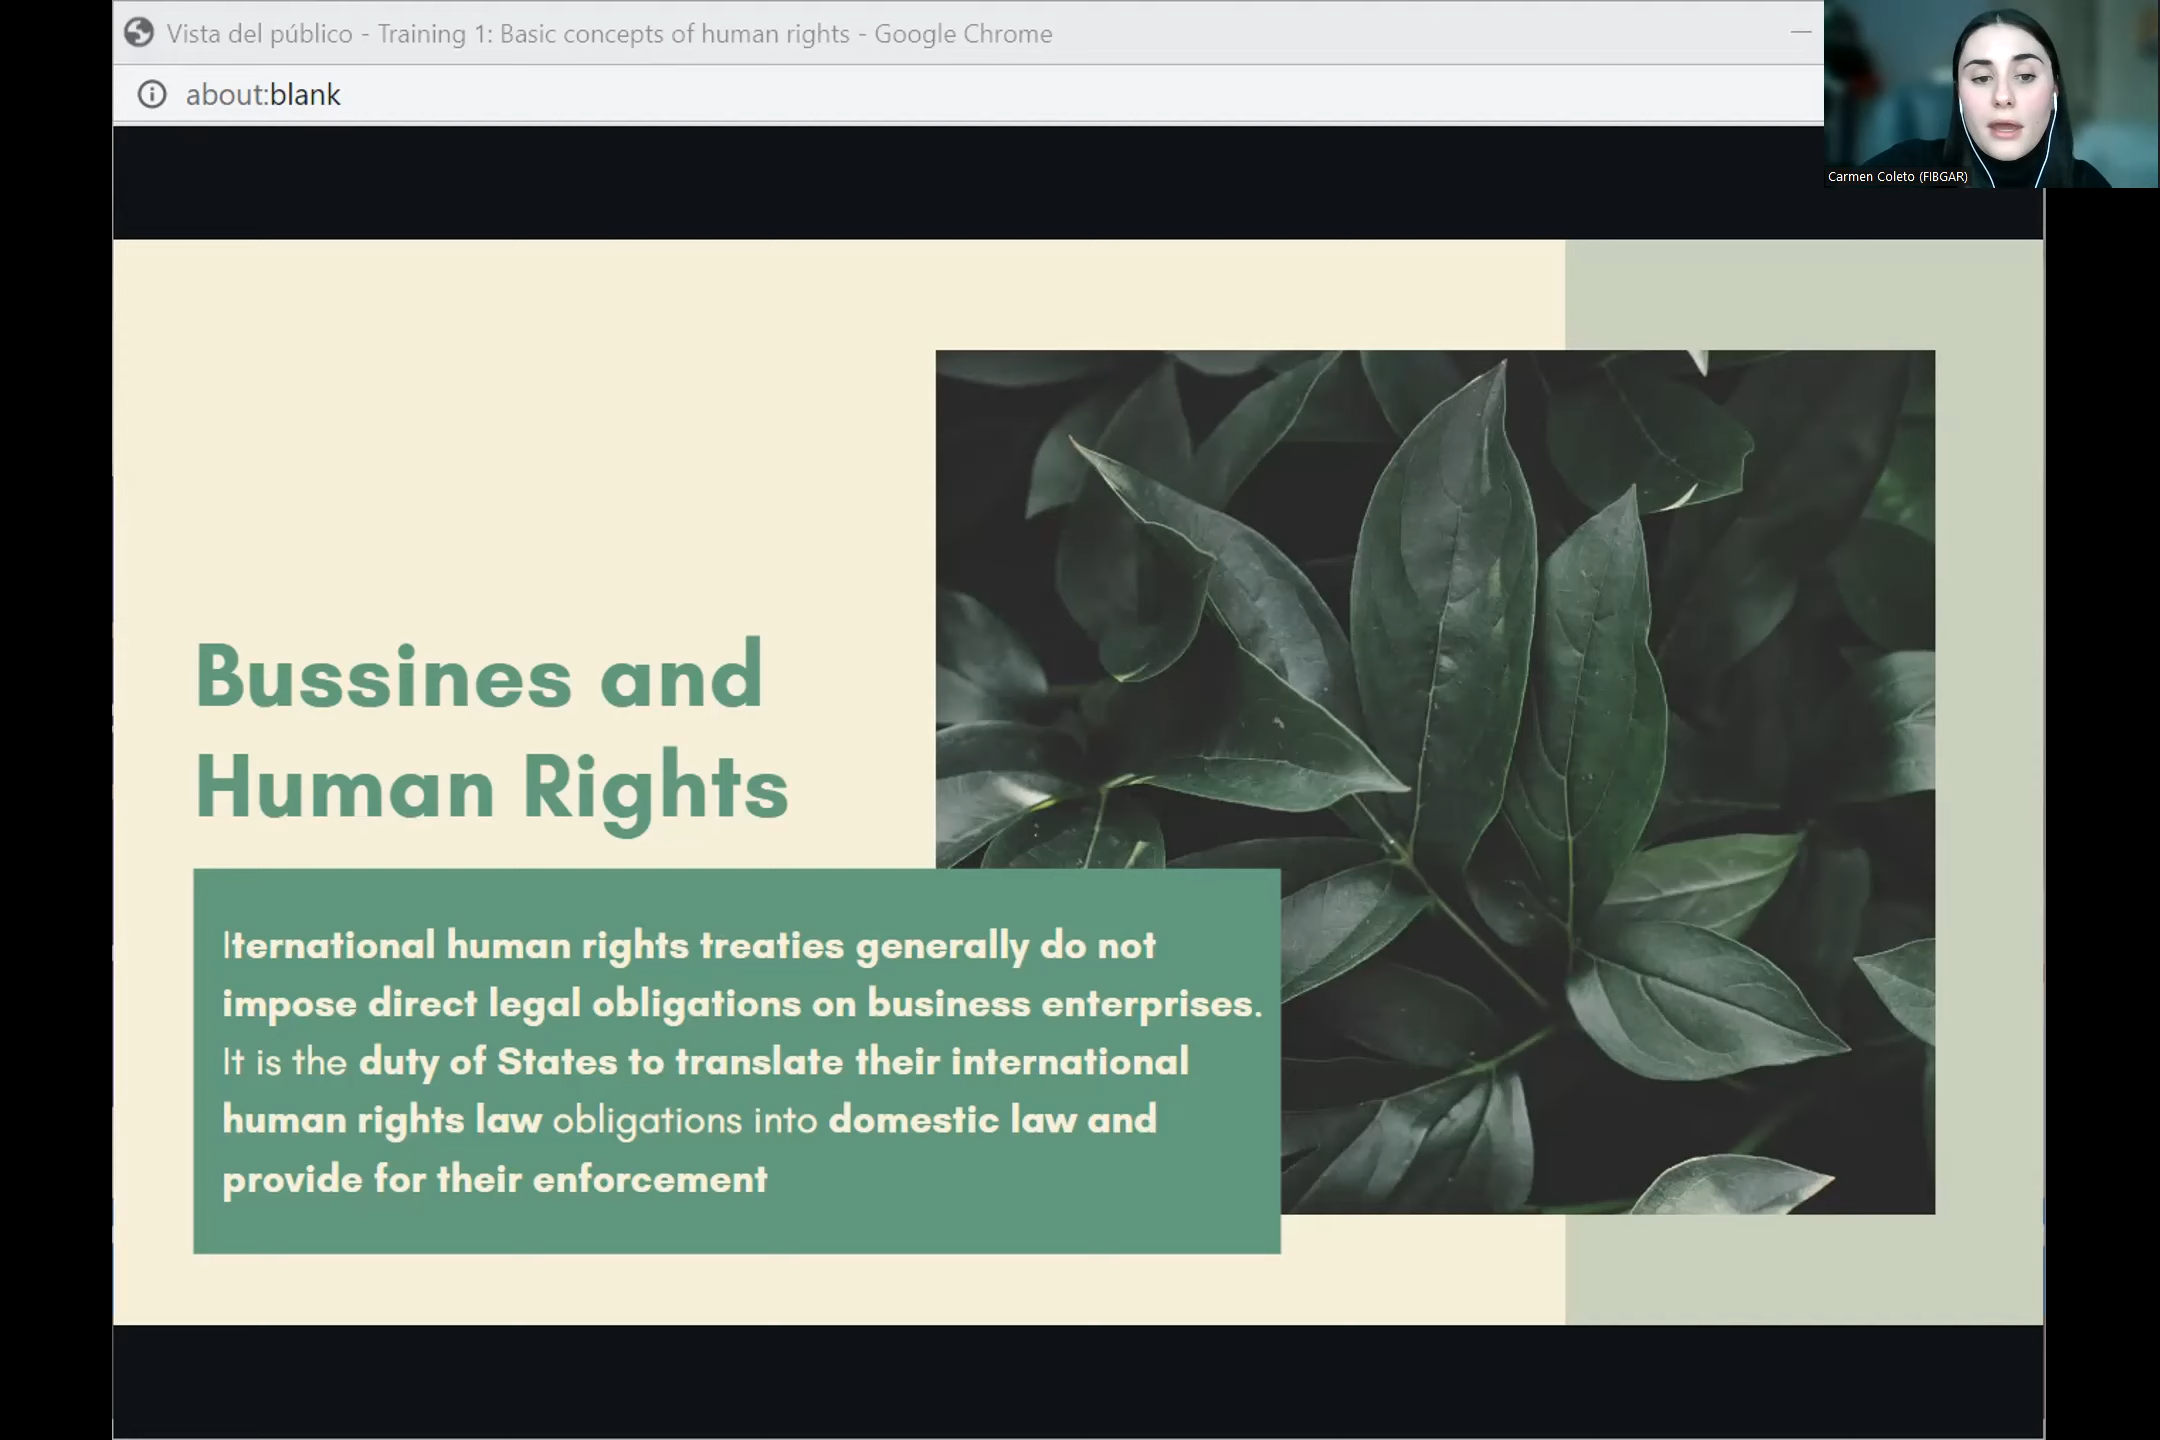 Vista del público - Training 1: Basic concepts of human rights - Google Chrome
about:blank
Carmen Coleto (FIBGAR)
Bussines and
Human Rights
Iternational human rights treaties generally do not
impose direct legal obligations on business enterprises.
It is the duty of States to translate their international
human rights law obligations into domestic law and
provide for their enforcement